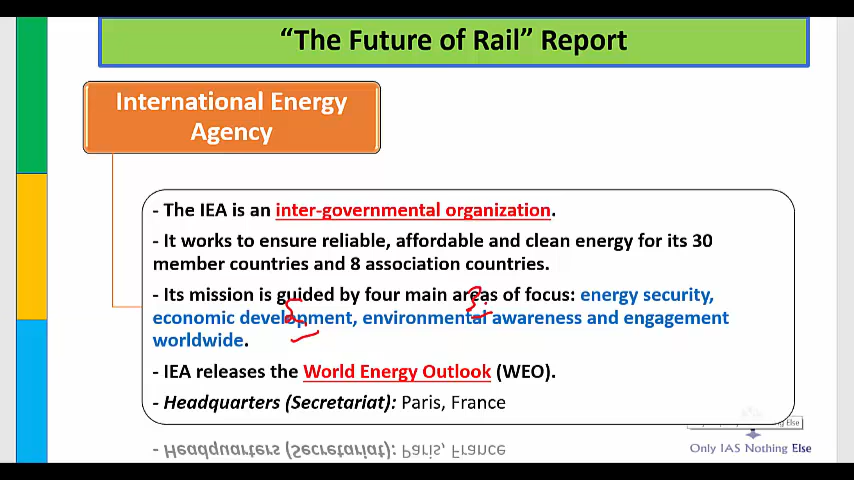 “The Future of Rail” Report
International Energy
Agency
- The IEA is an inter-governmental organization.
- It works to ensure reliable, affordable and clean energy for its 30
member countries and 8 association countries.
- Its mission is guided by four main areas of focus: energy security,
economic development, environmental awareness and engagement
worldwide.
- IEA releases the World Energy Outlook (WEO).
- Headquarters (Secretariat): Paris, France
Only IAS Nothing Else